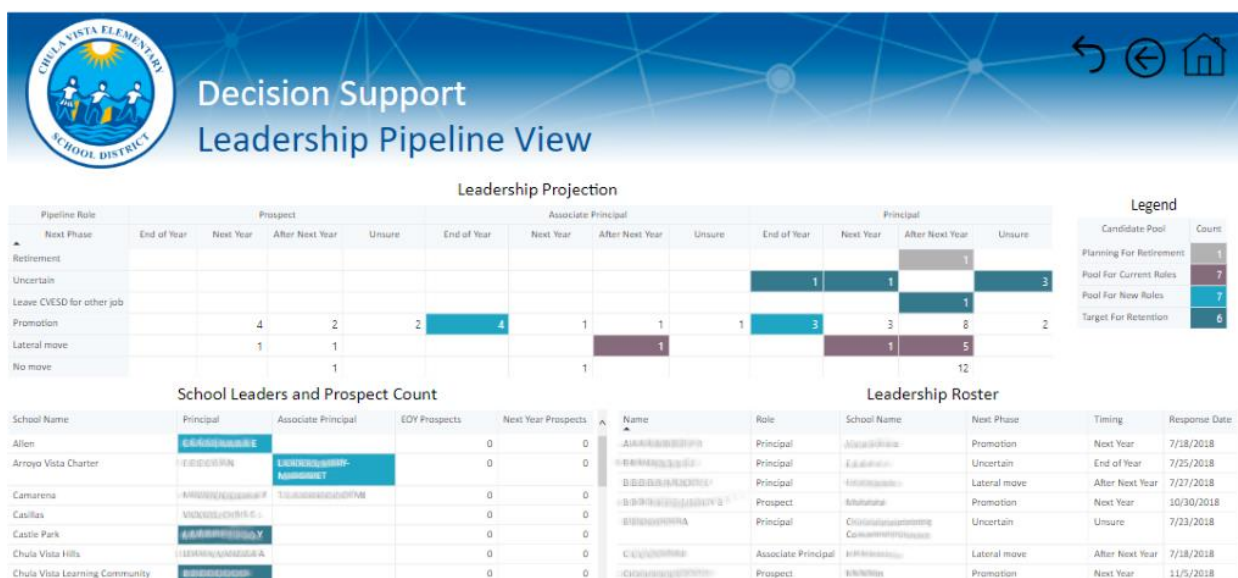 CHULA VISTA ELEMENTARY
SCHOOL DISTRICT
Decision Support
Leadership Pipeline View
Leadership Projection
Pipeline Role Prospect Associate Principal Principal
Next Phase End of Year Next Year After Next Year Unsure End of Year Next Year After Next Year Unsure End of Year Next Year After Next Year Unsure
Retirement 1
Uncertain 1 1 3
Leave CVESD for other job 1
Promotion 4 2 2 4 1 1 1 3 3 8 2
Lateral move 1 1 1 1 5
No move 1 1 12
Legend
Candidate Pool Count
Planning For Retirement 1
Pool For Current Roles 7
Pool For New Roles 7
Target For Retention 6
School Leaders and Prospect Count
School Name Principal Associate Principal EOY Prospects Next Year Prospects
Allen 0 0
Arroyo Vista Charter 0 0
Camarena 0 0
Casillas 0 0
Castle Park 0 0
Chula Vista Hills 0 0
Chula Vista Learning Community 0 0
Leadership Roster
Name Role School Name Next Phase Timing Response Date
Principal Promotion Next Year 7/18/2018
Principal Uncertain End of Year 7/25/2018
Principal Lateral move After Next Year 7/27/2018
Prospect Promotion Next Year 10/30/2018
Principal Uncertain Unsure 7/23/2018
Associate Principal Lateral move After Next Year 7/18/2018
Prospect Promotion Next Year 11/5/2018